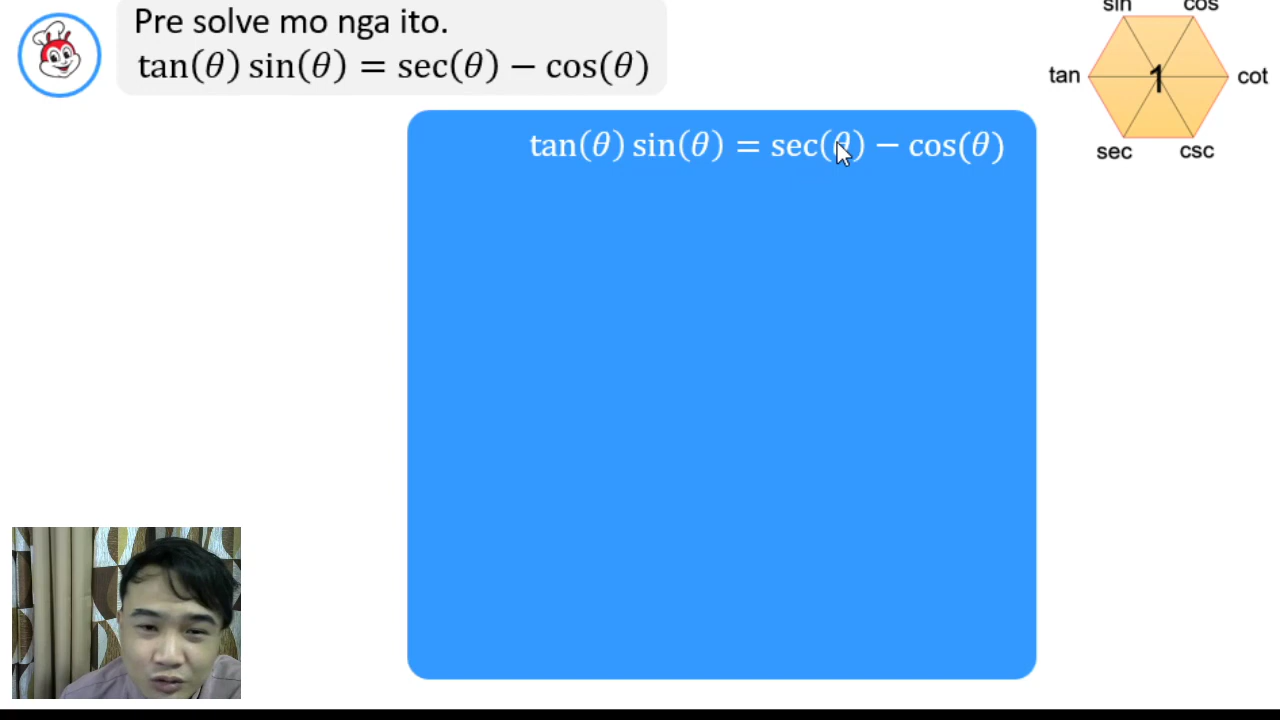 Pre solve mo nga ito.
tan(θ) sin(θ) = sec(θ) − cos(θ)
tan(θ) sin(θ) = sec(θ) − cos(θ)
sin cos
tan 1 cot
sec csc